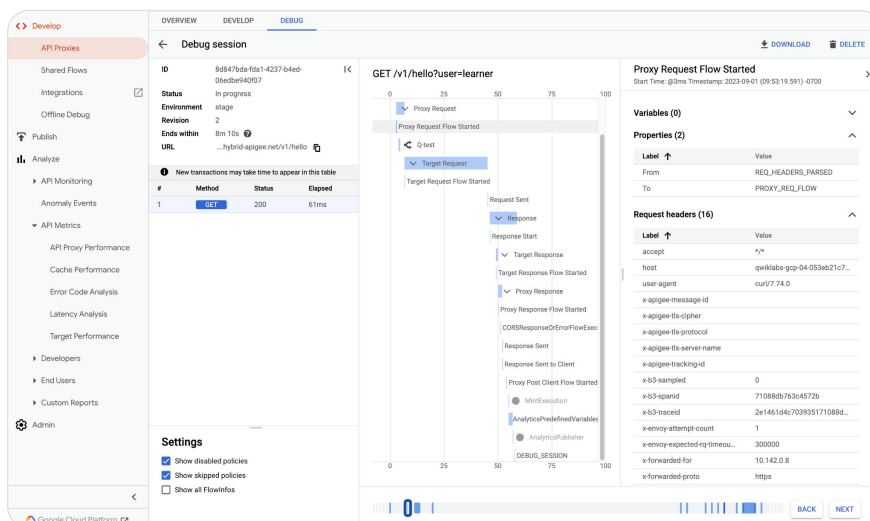 Develop
API Proxies
Shared Flows
Integrations
Offline Debug
Publish
Analyze
API Monitoring
Anomaly Events
API Metrics
API Proxy Performance
Cache Performance
Error Code Analysis
Latency Analysis
Target Performance
Developers
End Users
Custom Reports
Admin
Google Cloud Platform
OVERVIEW DEVELOP DEBUG
Debug session
DOWNLOAD DELETE
ID 8d847bda-fda1-4237-b4ed-
06edbe940f07
Status In progress
Environment stage
Revision 2
Ends within 8m 10s
URL ...hybrid-apigee.net/v1/hello
New transactions may take time to appear in this table
# Method Status Elapsed
1 GET 200 61ms
Settings
Show disabled policies
Show skipped policies
Show all FlowInfos
GET /v1/hello?user=learner
0 25 50 75 100
Proxy Request
Proxy Request Flow Started
Q-test
Target Request
Target Request Flow Started
Request Sent
Response
Response Start
Target Response
Target Response Flow Started
Proxy Response
Proxy Response Flow Started
CORSResponseOrErrorFlowExec
Response Sent
Response Sent to Client
Proxy Post Client Flow Started
MintExecution
AnalyticsPredefinedVariables
AnalyticsPublisher
DEBUG_SESSION
0 25 50 75 100
Proxy Request Flow Started
Start Time: @3ms Timestamp: 2023-09-01 (09:53:19.591) -0700
Variables (0)
Properties (2)
Label Value
From REQ_HEADERS_PARSED
To PROXY_REQ_FLOW
Request headers (16)
Label Value
accept */*
host qwiklabs-gcp-04-053eb21c7...
user-agent curl/7.74.0
x-apigee-message-id
x-apigee-tls-cipher
x-apigee-tls-protocol
x-apigee-tls-server-name
x-apigee-tracking-id
x-b3-sampled 0
x-b3-spanid 71088db763c4572b
x-b3-traceid 2e1461d4c703935171088d...
x-envoy-attempt-count 1
x-envoy-expected-rq-timeou... 300000
x-forwarded-for 10.142.0.8
x-forwarded-proto https
BACK NEXT